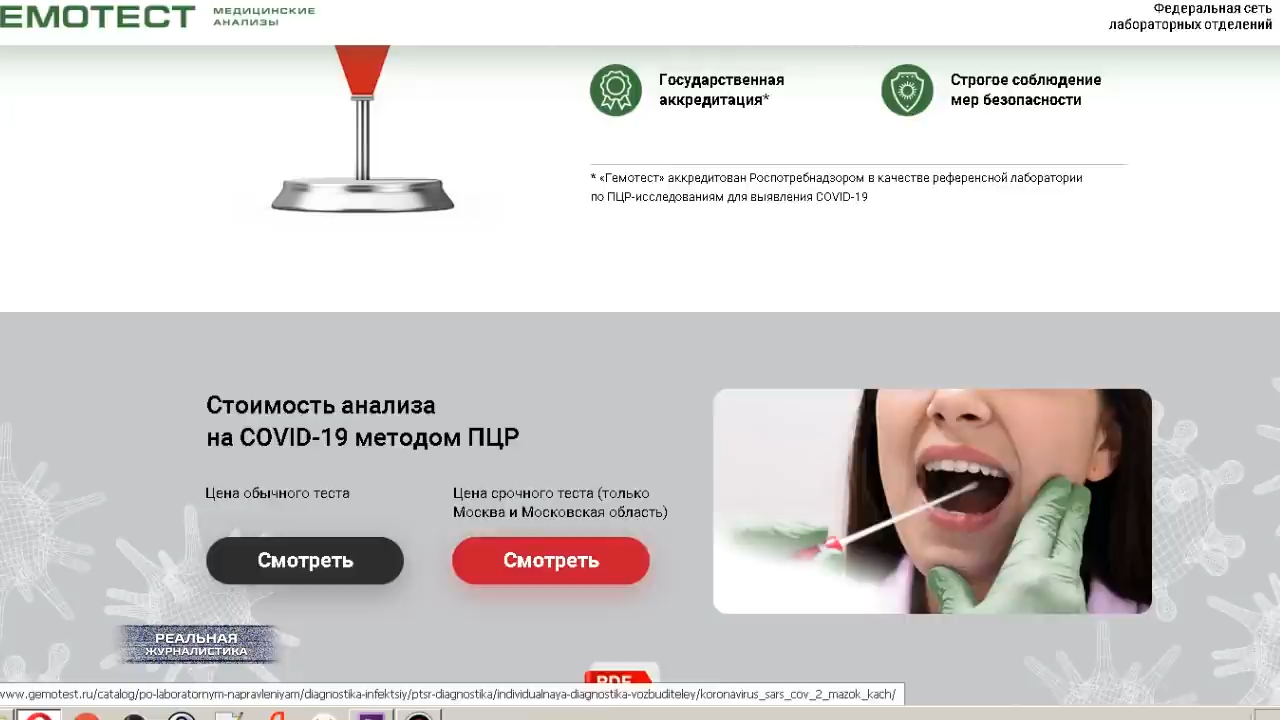 ЕМОТЕСТ
МЕДИЦИНСКИЕ
АНАЛИЗЫ
Федеральная сеть
лабораторных отделений
Государственная
аккредитация*
Строгое соблюдение
мер безопасности
* «Гемотест» аккредитован Роспотребнадзором в качестве референсной лаборатории
по ПЦР-исследованиям для выявления COVID-19
Стоимость анализа
на COVID-19 методом ПЦР
Цена обычного теста
Цена срочного теста (только
Москва и Московская область)
Смотреть
Смотреть
РЕАЛЬНАЯ
ЖУРНАЛИСТИКА
PDF
www.gemotest.ru/catalog/po-laboratornym-napravleniyam/diagnostika-infektsiy/ptsr-diagnostika/individualnaya-diagnostika-vozbuditeley/koronavirus_sars_cov_2_mazok_kach/